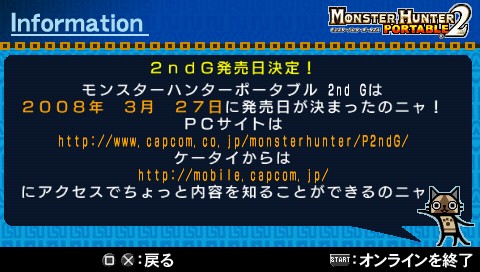 Information
MONSTER HUNTER
PORTABLE 2
２ｎｄＧ発売日決定！
モンスターハンターポータブル 2nd Gは
２００８年　３月　２７日に発売日が決まったのニャ！
ＰＣサイトは
http://www.capcom.co.jp/monsterhunter/P2ndG/
ケータイからは
http://mobile.capcom.jp/
にアクセスでちょっと内容を知ることができるのニャ
:戻る
START:オンラインを終了